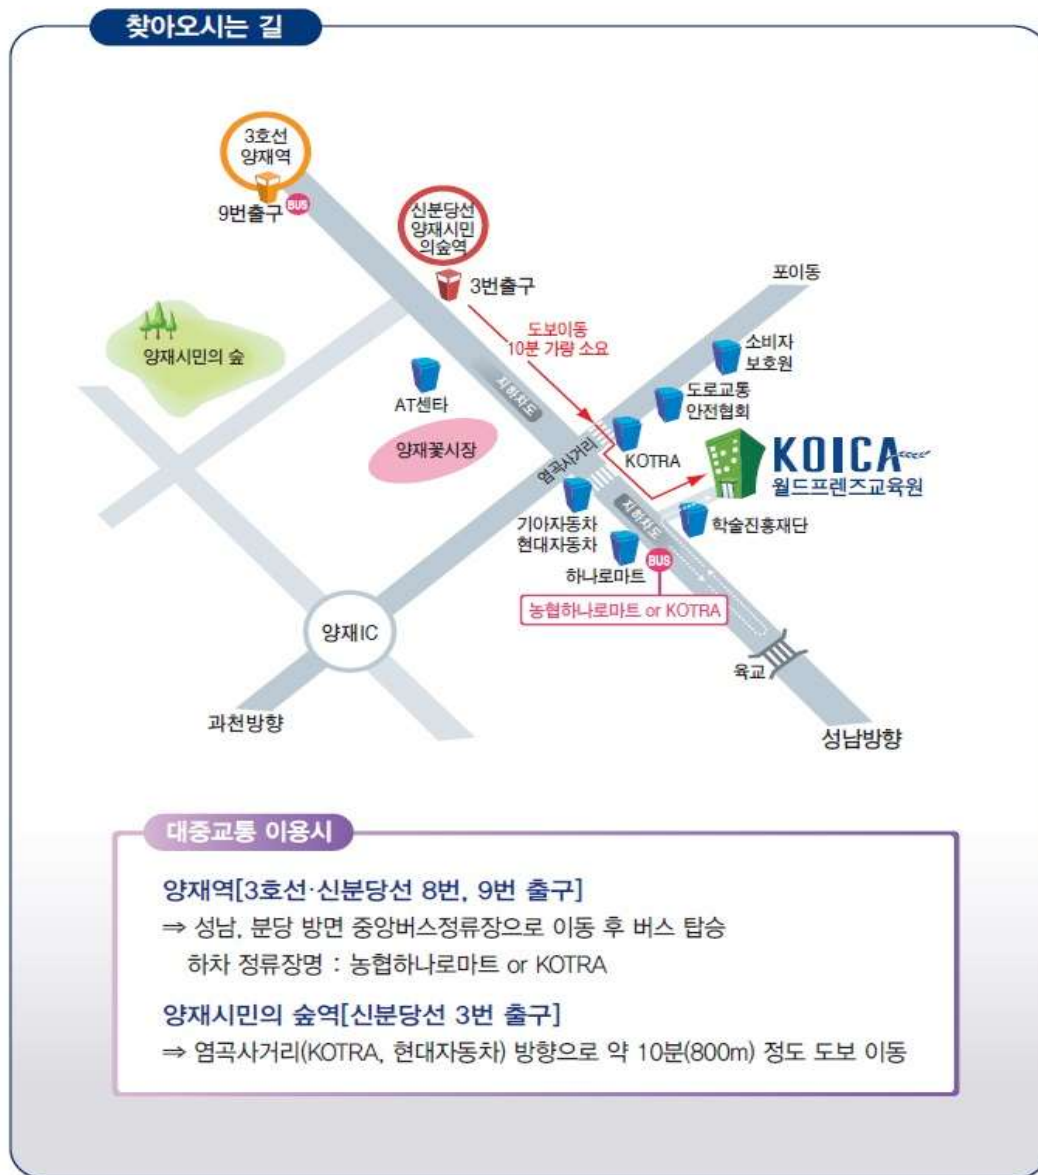 찾아오시는 길
3호선
양재역
9번출구
BUS
신분당선
양재시민
의숲역
3번출구
포이동
도보이동
10분 가량 소요
소비자
보호원
양재시민의 숲
AT센타
지하차도
도로교통
안전협회
양재꽃시장
염곡사거리
KOTRA
KOICA
월드프렌즈교육원
기아자동차
현대자동차
지하차도
학술진흥재단
하나로마트
BUS
농협하나로마트 or KOTRA
양재IC
육교
과천방향
성남방향
대중교통 이용시
양재역[3호선·신분당선 8번, 9번 출구]
⇒ 성남, 분당 방면 중앙버스정류장으로 이동 후 버스 탑승
하차 정류장명 : 농협하나로마트 or KOTRA
양재시민의 숲역[신분당선 3번 출구]
⇒ 염곡사거리(KOTRA, 현대자동차) 방향으로 약 10분(800m) 정도 도보 이동